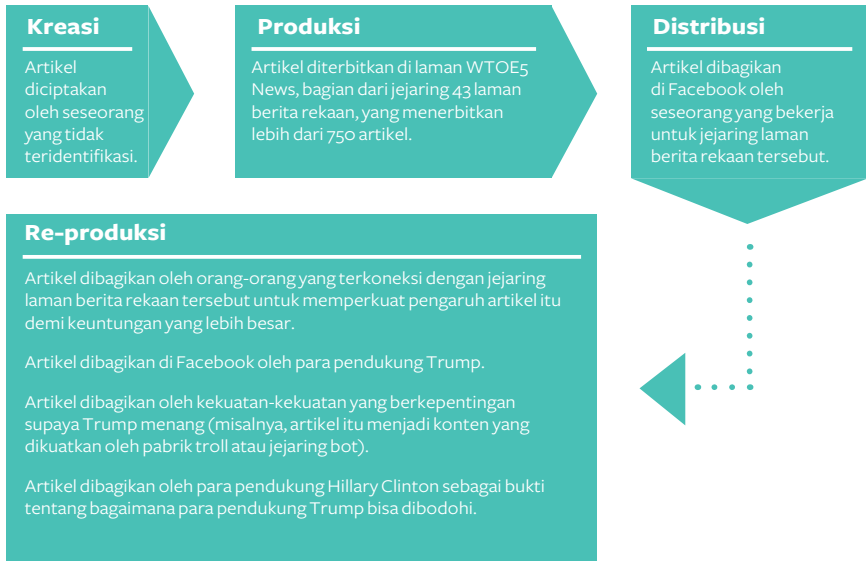 Kreasi
Artikel
diciptakan
oleh seseorang
yang tidak
teridentifikasi.
Produksi
Artikel diterbitkan di laman WTOE5
News, bagian dari jejaring 43 laman
berita rekaan, yang menerbitkan
lebih dari 750 artikel.
Distribusi
Artikel dibagikan
di Facebook oleh
seseorang yang bekerja
untuk jejaring laman
berita rekaan tersebut.
Re-produksi
Artikel dibagikan oleh orang-orang yang terkoneksi dengan jejaring
laman berita rekaan tersebut untuk memperkuat pengaruh artikel itu
demi keuntungan yang lebih besar.
Artikel dibagikan di Facebook oleh para pendukung Trump.
Artikel dibagikan oleh kekuatan-kekuatan yang berkepentingan
supaya Trump menang (misalnya, artikel itu menjadi konten yang
dikuatkan oleh pabrik troll atau jejaring bot).
Artikel dibagikan oleh para pendukung Hillary Clinton sebagai bukti
tentang bagaimana para pendukung Trump bisa dibodohi.